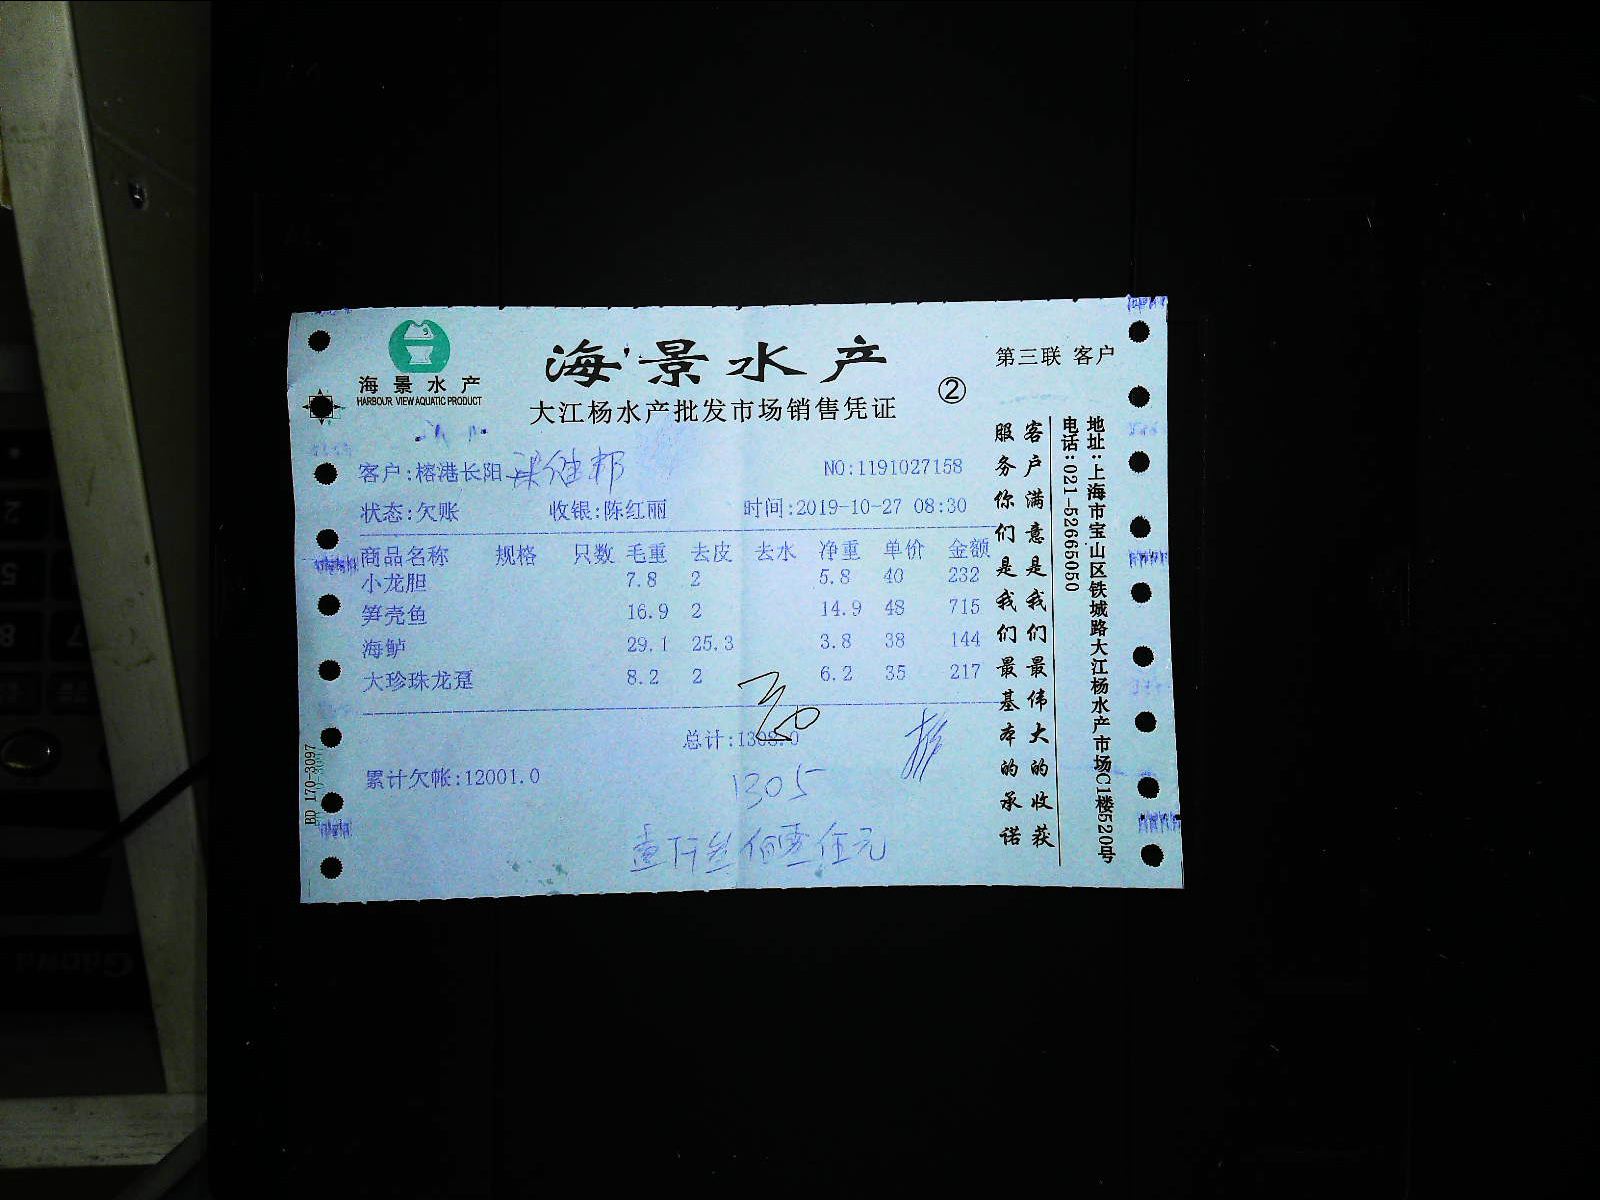 海景水产
HARBOUR VIEW AQUATIC PRODUCT
海景水产
大江杨水产批发市场销售凭证
②
第三联 客户
客户:榕港长阳
NO:1191027158
状态:欠账 收银:陈红丽 时间:2019-10-27 08:30
商品名称 规格 只数 毛重 去皮 去水 净重 单价 金额
小龙胆 7.8 2 5.8 40 232
笋壳鱼 16.9 2 14.9 48 715
海鲈 29.1 25.3 3.8 38 144
大珍珠龙趸 8.2 2 6.2 35 217
总计:1308.0
累计欠帐:12001.0
1305
客户满意是我们最伟大的收获
服务你们是我们最基本的承诺
地址:上海市宝山区铁城路大江杨水产市场C1楼520号
电话:021-52665050
BD 170-3097